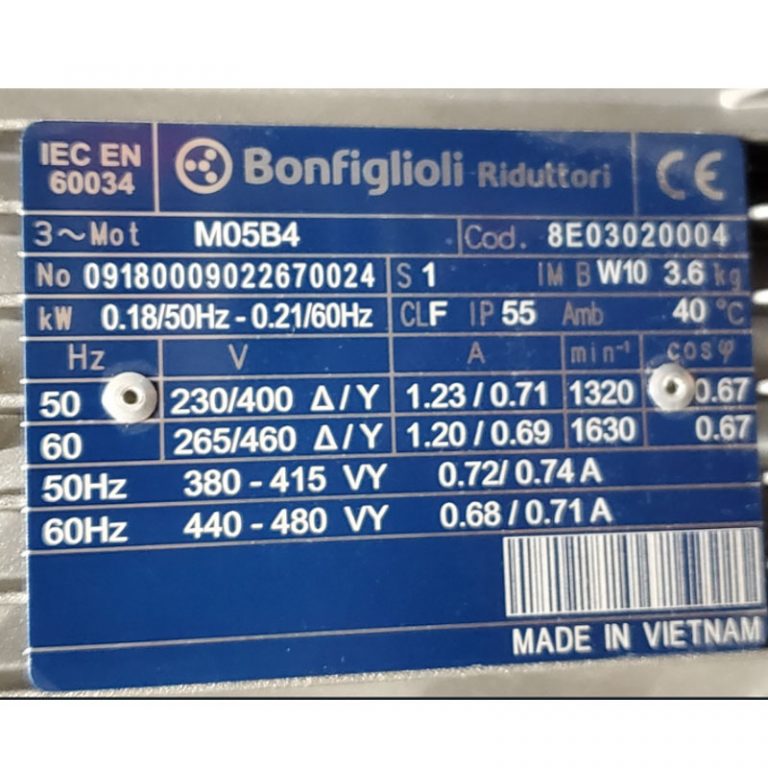 IEC EN
60034
Bonfiglioli Riduttori
CE
3~Mot M05B4 Cod. 8E03020004
No 09180009022670024 S 1 IM B W10 3.6 kg
kW 0.18/50Hz - 0.21/60Hz CLF IP 55 Amb 40 °C
Hz V A min⁻¹ cosφ
50 230/400 Δ/Y 1.23 / 0.71 1320 0.67
60 265/460 Δ/Y 1.20 / 0.69 1630 0.67
50Hz 380 - 415 VY 0.72/ 0.74 A
60Hz 440 - 480 VY 0.68 / 0.71 A
MADE IN VIETNAM